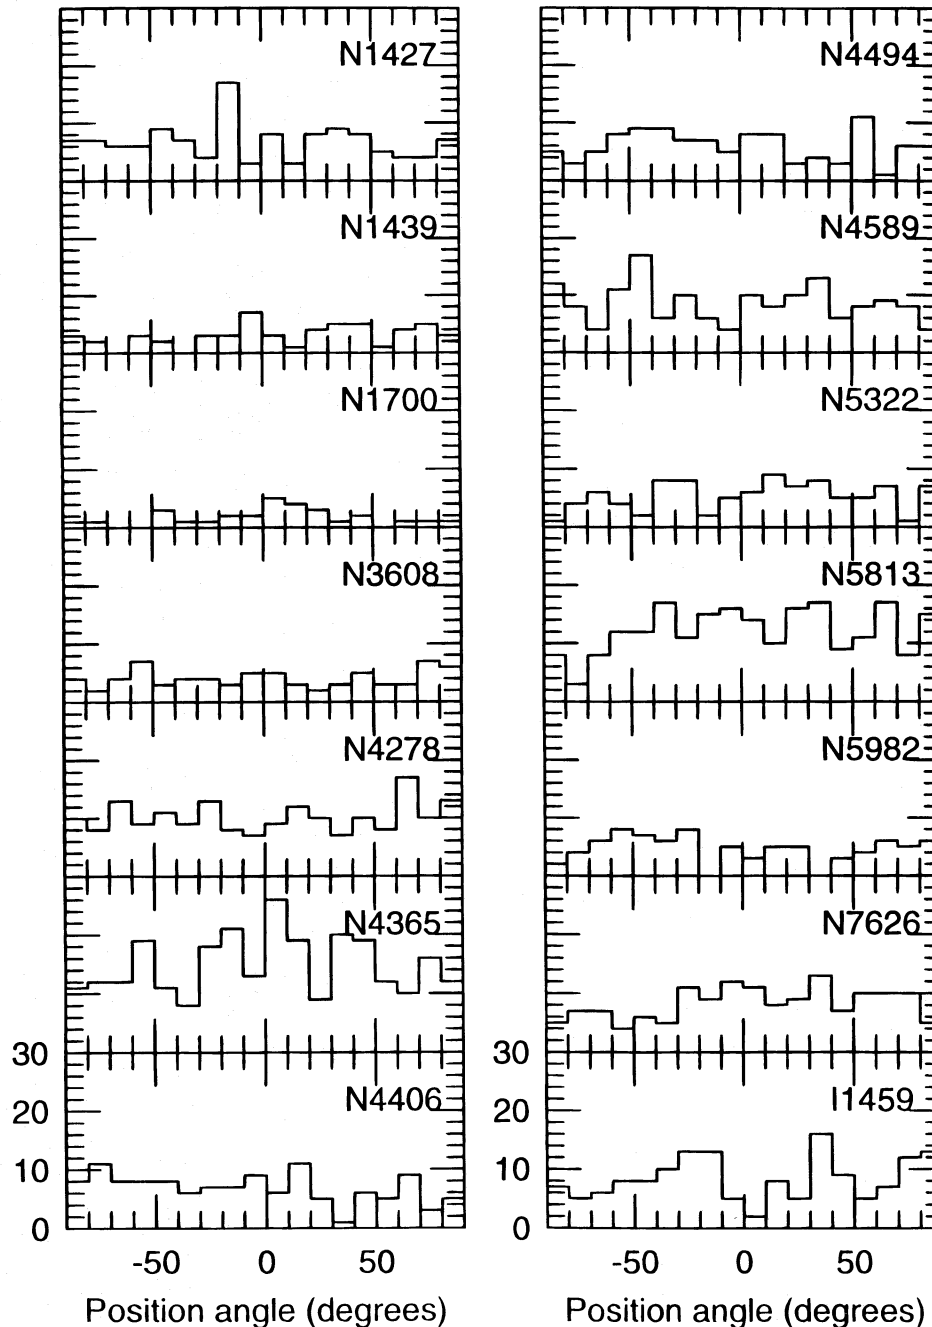 N1427
N4494
N1439
N4589
N1700
N5322
N3608
N5813
N4278
N5982
N4365
N7626
30
30
N4406
I1459
20
20
10
10
0
0
-50 0 50
-50 0 50
Position angle (degrees)
Position angle (degrees)